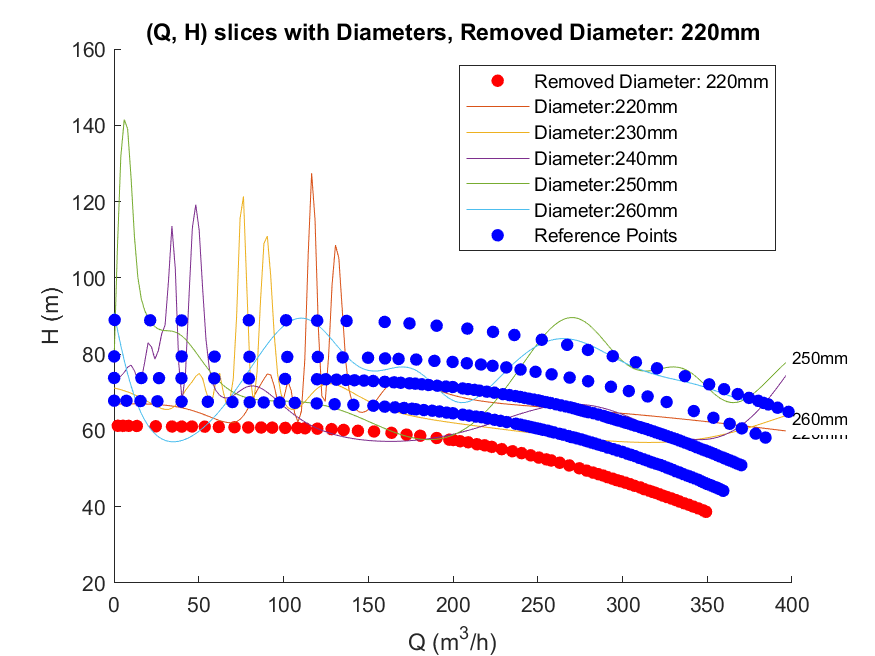 (Q, H) slices with Diameters, Removed Diameter: 220mm
160
140
120
100
80
60
40
20
H (m)
Removed Diameter: 220mm
Diameter:220mm
Diameter:230mm
Diameter:240mm
Diameter:250mm
Diameter:260mm
Reference Points
250mm
260mm
0
50
100
150
200
250
300
350
400
Q (m³/h)